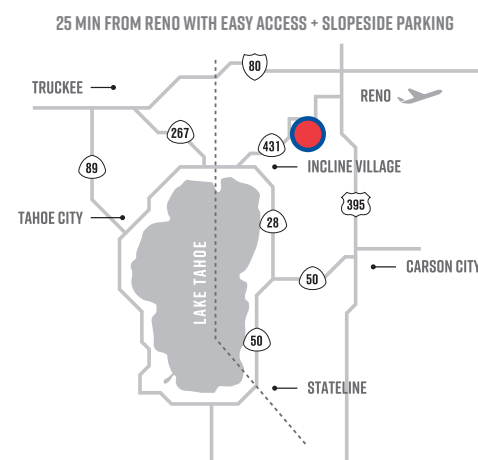 25 MIN FROM RENO WITH EASY ACCESS + SLOPESIDE PARKING
80
TRUCKEE
RENO
267
431
89
INCLINE VILLAGE
395
TAHOE CITY
28
LAKE TAHOE
CARSON CITY
50
50
STATELINE